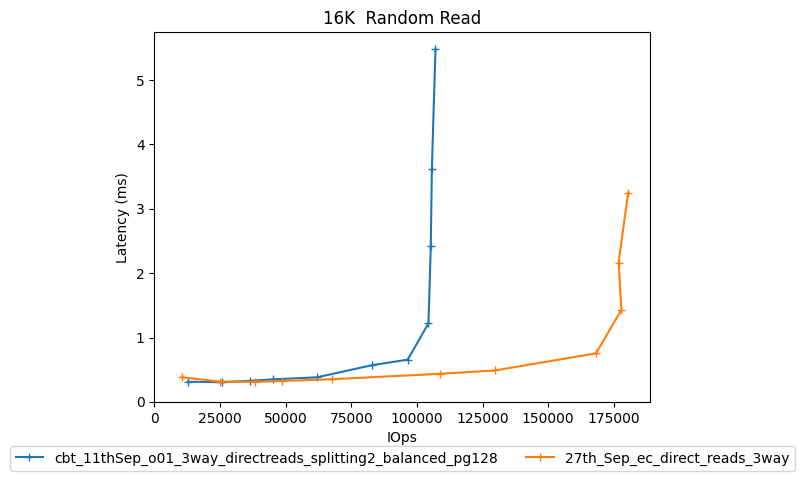 16K  Random Read
Latency (ms)
5
4
3
2
1
0
0 25000 50000 75000 100000 125000 150000 175000
IOps
cbt_11thSep_o01_3way_directreads_splitting2_balanced_pg128 27th_Sep_ec_direct_reads_3way